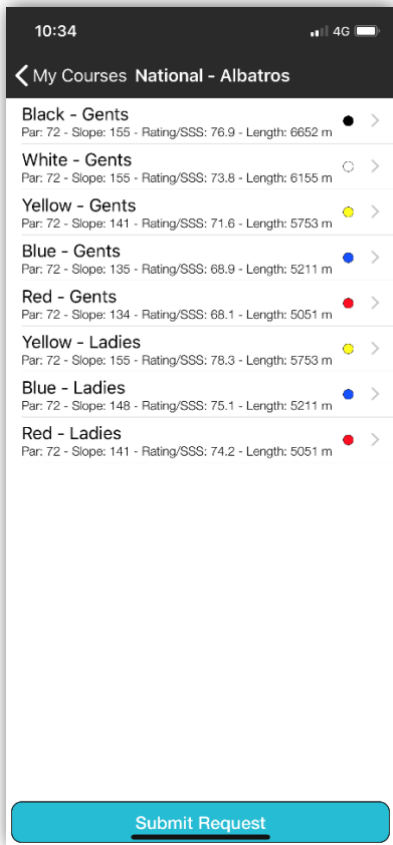 10:34
4G
My Courses National - Albatros
Black - Gents
Par: 72 - Slope: 155 - Rating/SSS: 76.9 - Length: 6652 m
White - Gents
Par: 72 - Slope: 155 - Rating/SSS: 73.8 - Length: 6155 m
Yellow - Gents
Par: 72 - Slope: 141 - Rating/SSS: 71.6 - Length: 5753 m
Blue - Gents
Par: 72 - Slope: 135 - Rating/SSS: 68.9 - Length: 5211 m
Red - Gents
Par: 72 - Slope: 134 - Rating/SSS: 68.1 - Length: 5051 m
Yellow - Ladies
Par: 72 - Slope: 155 - Rating/SSS: 78.3 - Length: 5753 m
Blue - Ladies
Par: 72 - Slope: 148 - Rating/SSS: 75.1 - Length: 5211 m
Red - Ladies
Par: 72 - Slope: 141 - Rating/SSS: 74.2 - Length: 5051 m
Submit Request